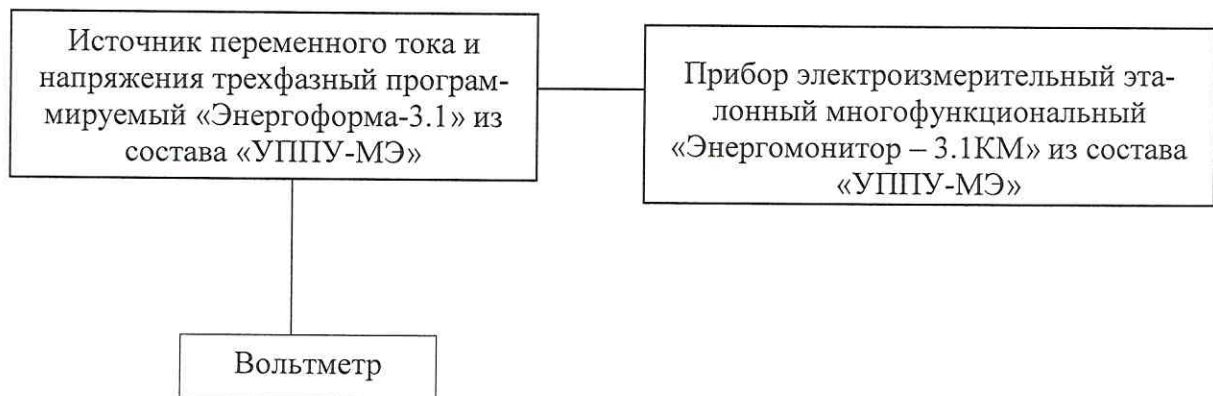 Источник переменного тока и
напряжения трехфазный програм-
мируемый «Энергоформа-3.1» из
состава «УППУ-МЭ»
Прибор электроизмерительный эта-
лонный многофункциональный
«Энергомонитор – 3.1КМ» из состава
«УППУ-МЭ»
Вольтметр